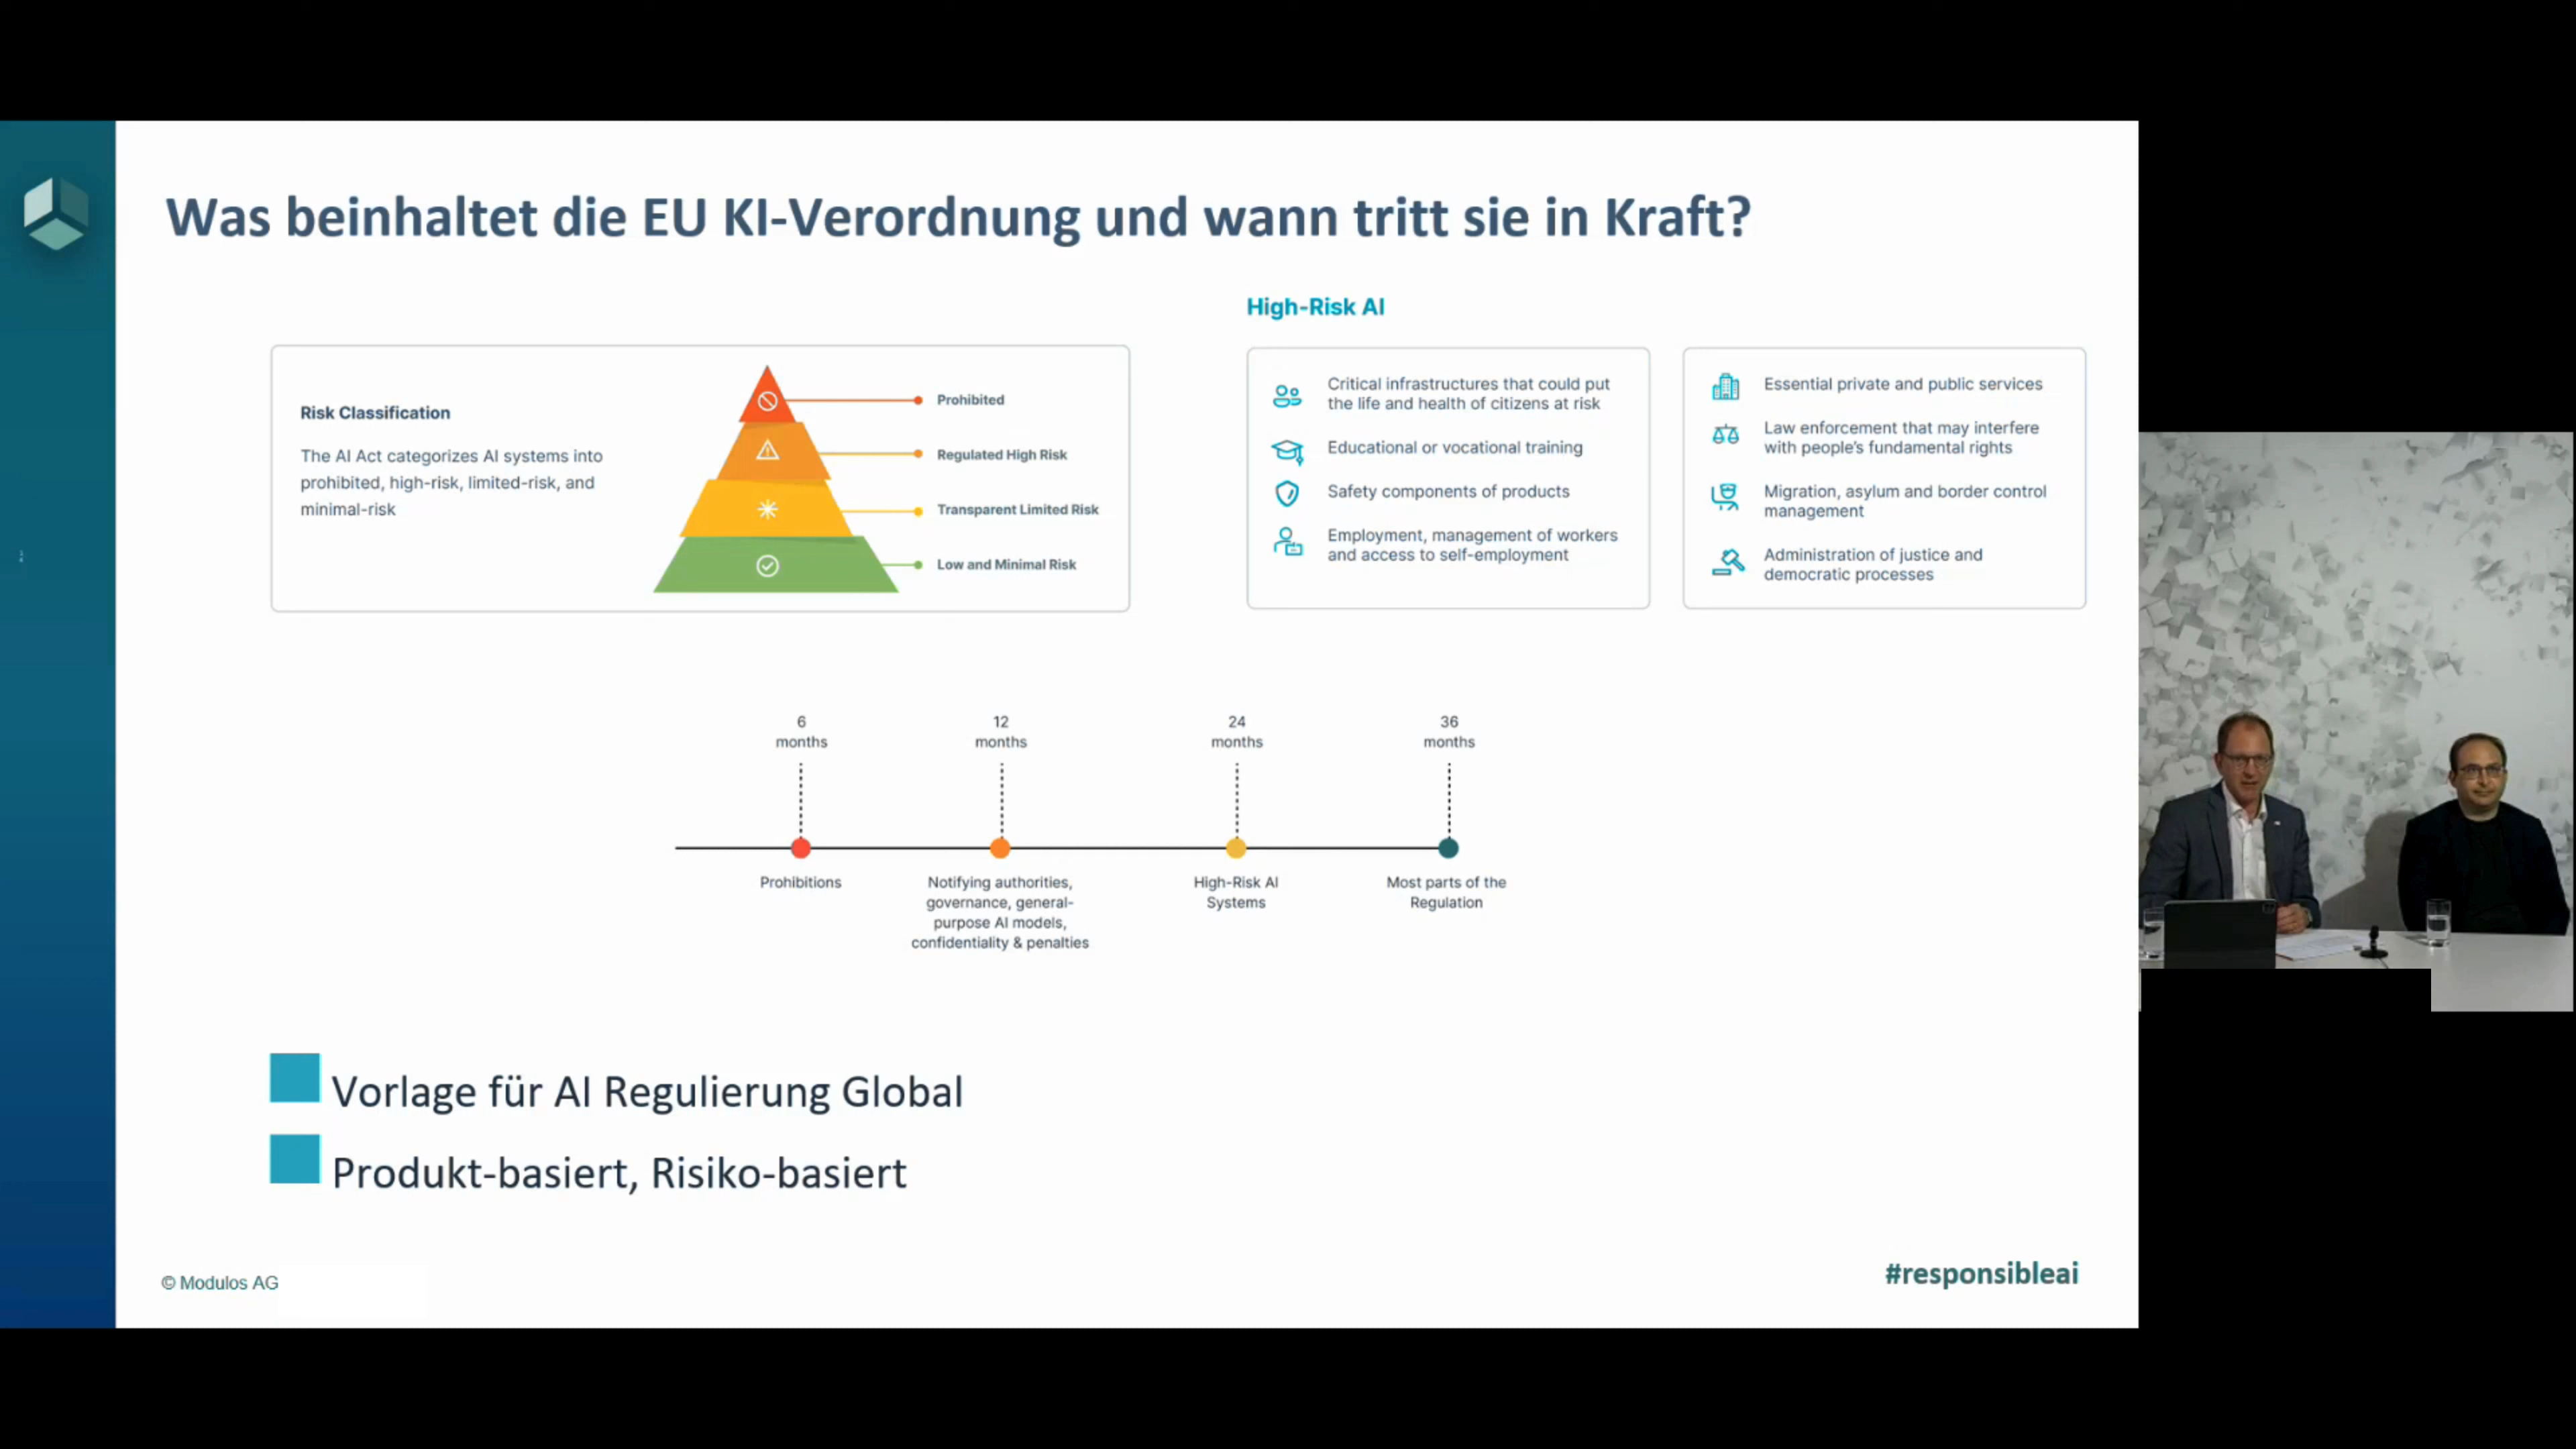 Was beinhaltet die EU KI-Verordnung und wann tritt sie in Kraft?
Risk Classification
The AI Act categorizes AI systems into
prohibited, high-risk, limited-risk, and
minimal-risk
Prohibited
Regulated High Risk
Transparent Limited Risk
Low and Minimal Risk
High-Risk AI
Critical infrastructures that could put
the life and health of citizens at risk
Educational or vocational training
Safety components of products
Employment, management of workers
and access to self-employment
Essential private and public services
Law enforcement that may interfere
with people's fundamental rights
Migration, asylum and border control
management
Administration of justice and
democratic processes
6
months
12
months
24
months
36
months
Prohibitions
Notifying authorities,
governance, general-
purpose AI models,
confidentiality & penalties
High-Risk AI
Systems
Most parts of the
Regulation
Vorlage für AI Regulierung Global
Produkt-basiert, Risiko-basiert
© Modulos AG
#responsibleai